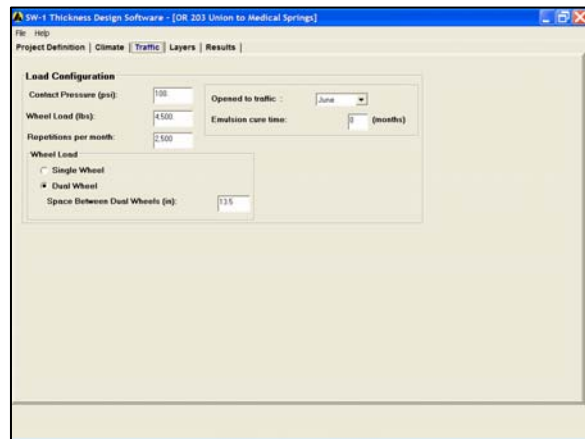 SW-1 Thickness Design Software - [OR 203 Union to Medical Springs]
File Help
Project Definition | Climate | Traffic | Layers | Results |
Load Configuration
Contact Pressure (psi): 100.
Wheel Load (lbs): 4,500
Repetitions per month: 2,500
Opened to traffic : June
Emulsion cure time: (months)
Wheel Load
Single Wheel
Dual Wheel
Space Between Dual Wheels (in): 13.5